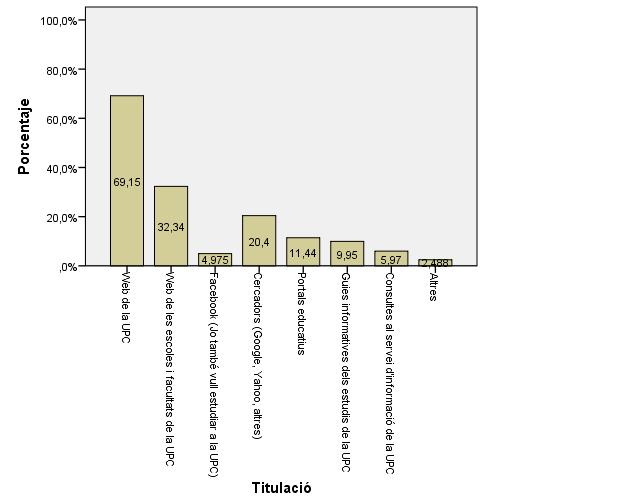 100,0%
80,0%
60,0%
40,0%
20,0%
,0%
Porcentaje
69,15
32,34
4,975
20,4
11,44
9,95
5,97
2,488
Web de la UPC
Web de les escoles i facultats de la UPC
Facebook (Jo també vull estudiar a la UPC)
Cercadors (Google, Yahoo, altres)
Portals educatius
Guies informatives dels estudis de la UPC
Consultes al servei d'informació de la UPC
Altres
Titulació